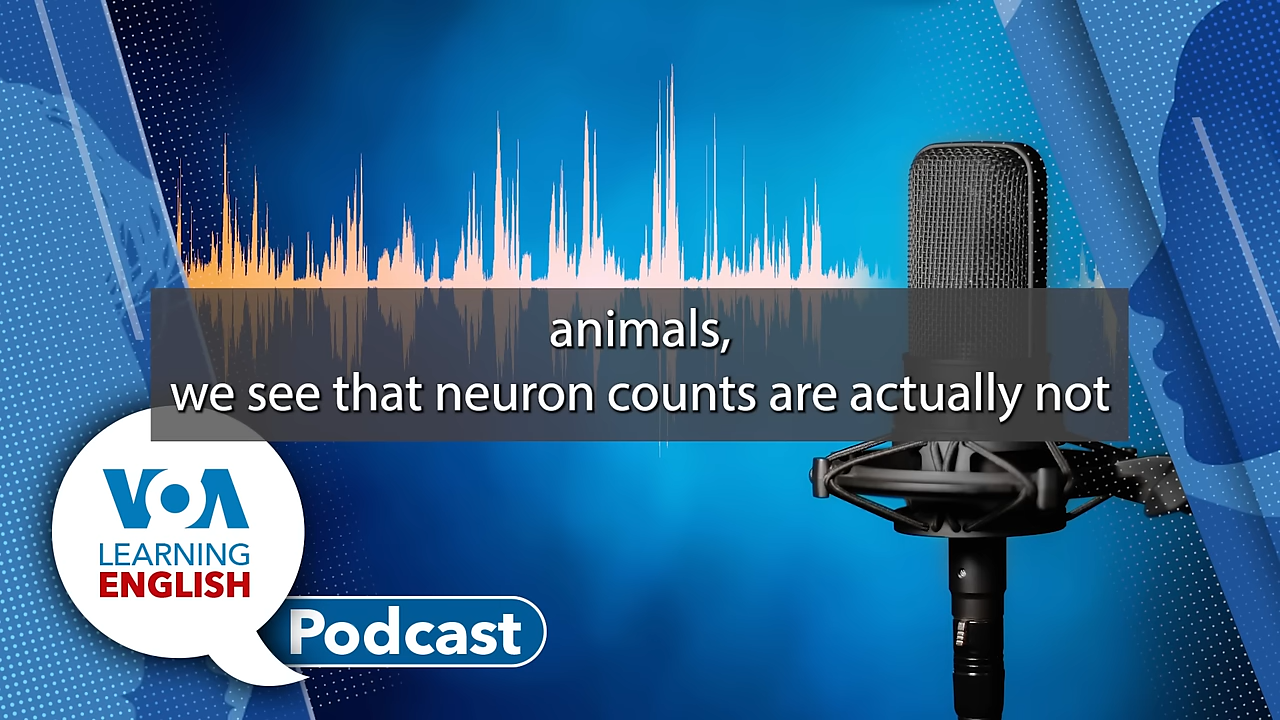 animals,
we see that neuron counts are actually not
VOA
LEARNING
ENGLISH
Podcast